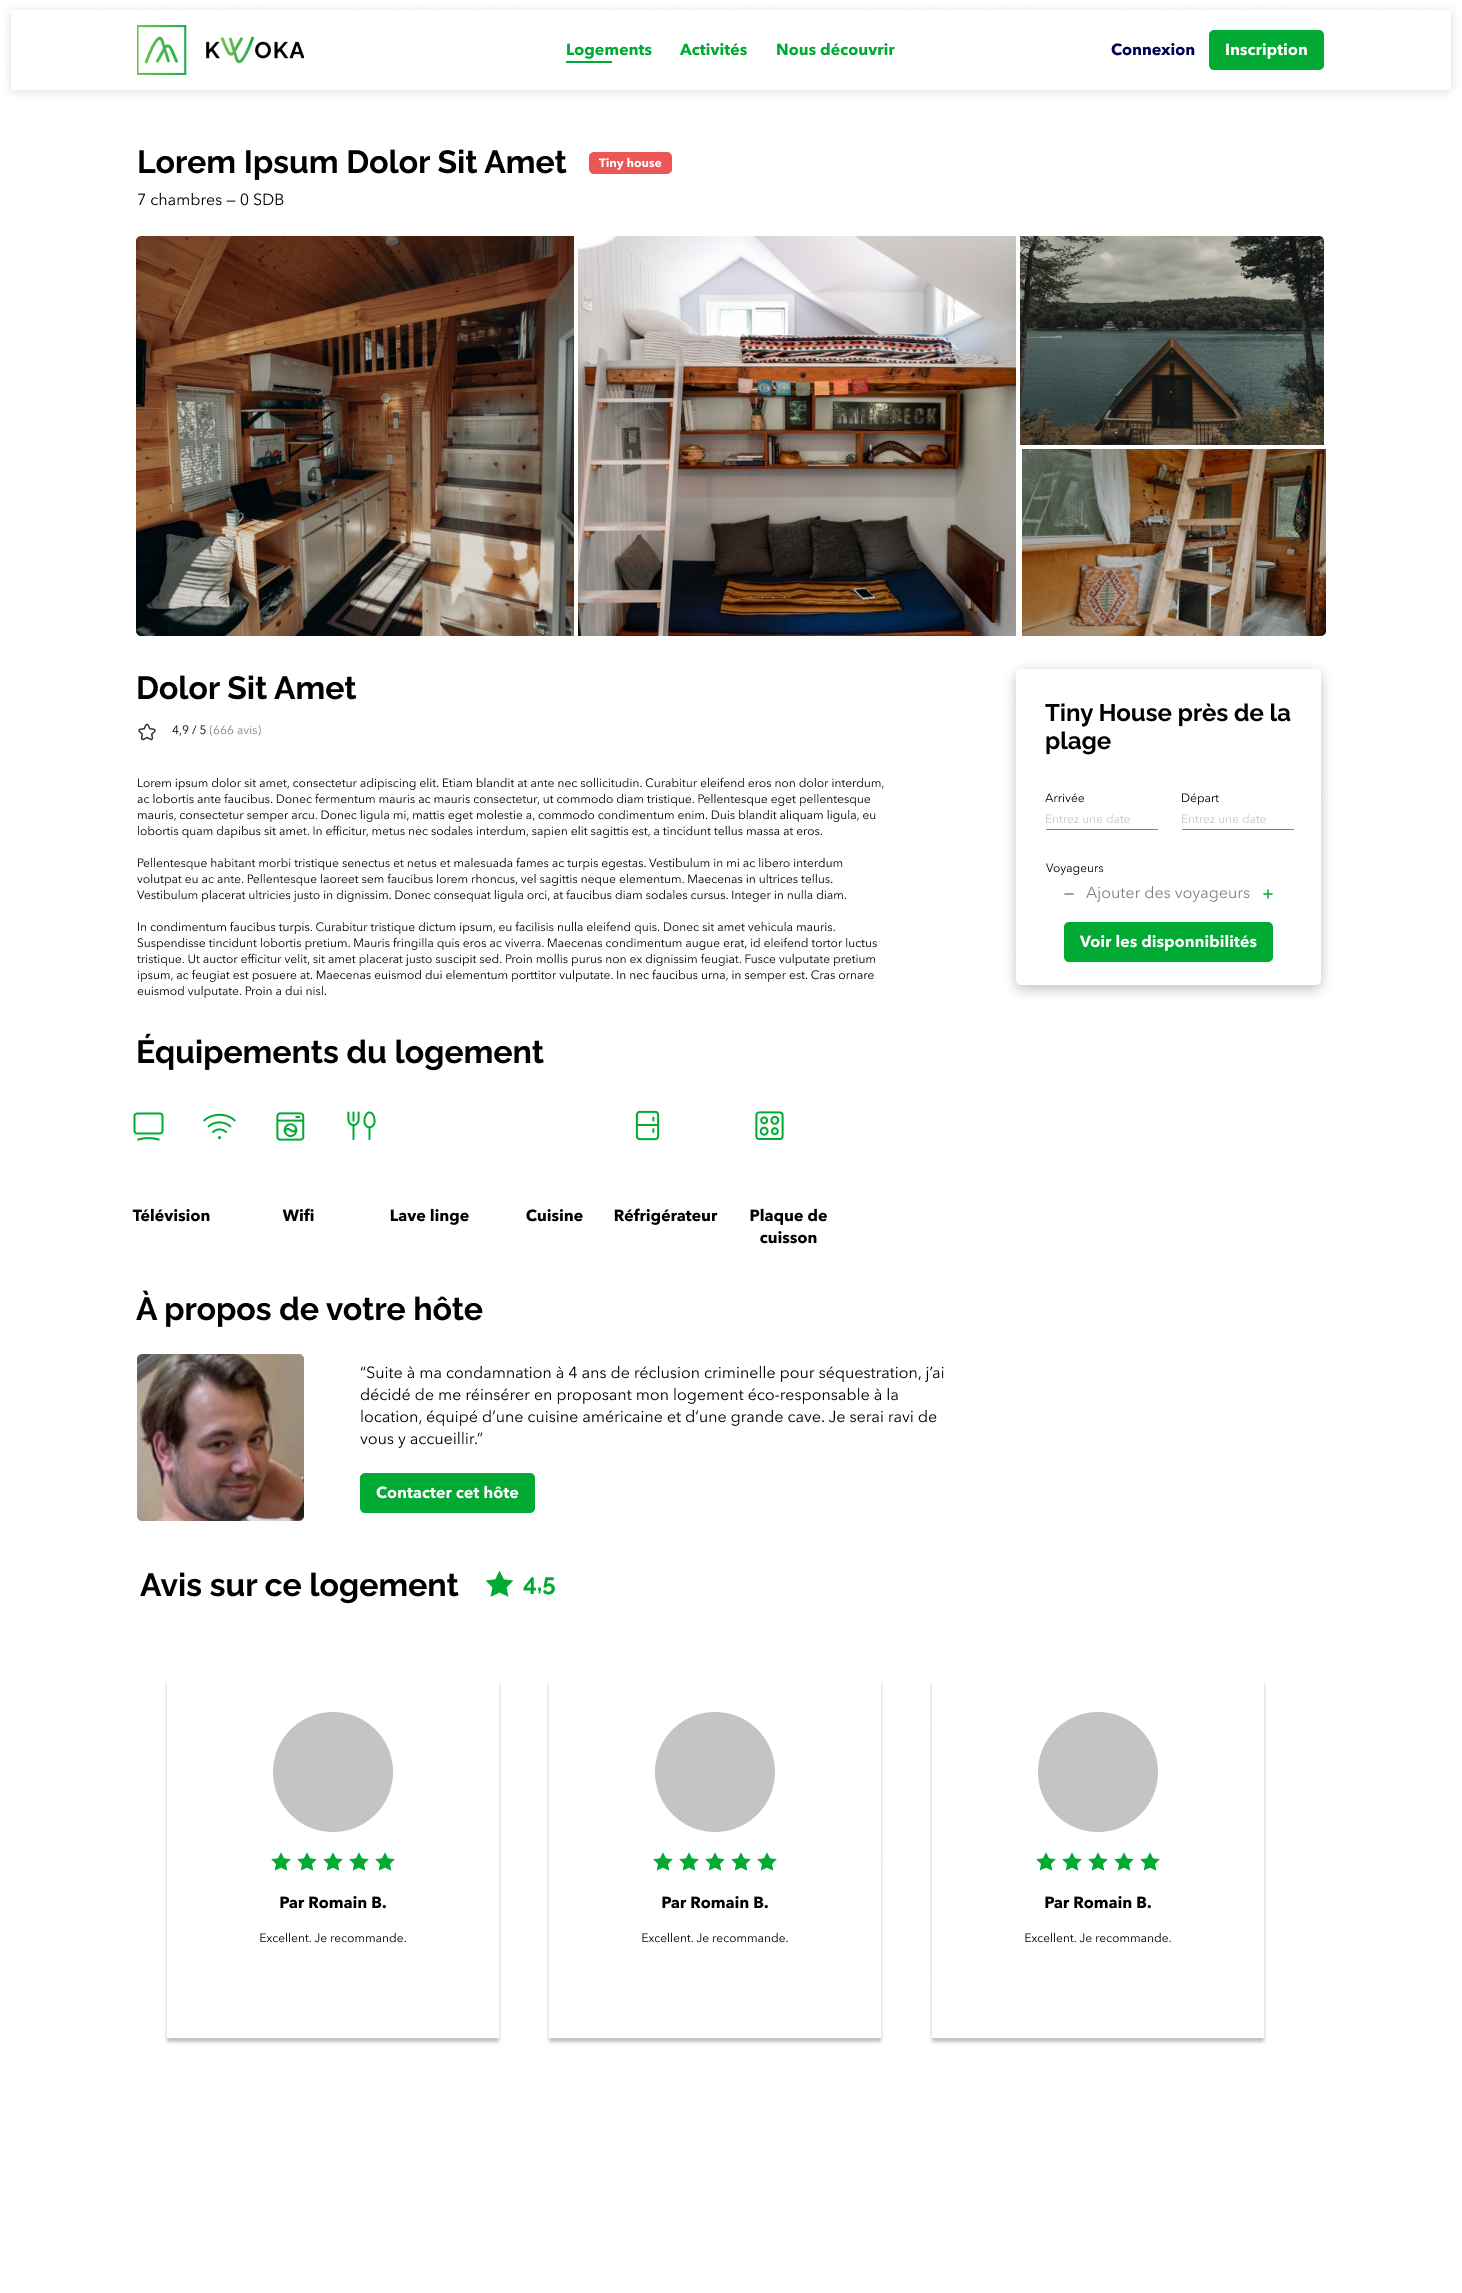 KWOKA
Logements
Activités
Nous découvrir
Connexion
Inscription
Lorem Ipsum Dolor Sit Amet
Tiny house
7 chambres – 0 SDB
Dolor Sit Amet
4,9 / 5 (666 avis)
Lorem ipsum dolor sit amet, consectetur adipiscing elit. Etiam blandit at ante nec sollicitudin. Curabitur eleifend eros non dolor interdum,
ac lobortis ante faucibus. Donec fermentum mauris ac mauris consectetur, ut commodo diam tristique. Pellentesque eget pellentesque
mauris, consectetur semper arcu. Donec ligula mi, mattis eget molestie a, commodo condimentum enim. Duis blandit aliquam ligula, eu
lobortis quam dapibus sit amet. In efficitur, metus nec sodales interdum, sapien elit sagittis est, a tincidunt tellus massa at eros.
Pellentesque habitant morbi tristique senectus et netus et malesuada fames ac turpis egestas. Vestibulum in mi ac libero interdum
volutpat eu ac ante. Pellentesque laoreet sem faucibus lorem rhoncus, vel sagittis neque elementum. Maecenas in ultrices tellus.
Vestibulum placerat ultricies justo in dignissim. Donec consequat ligula orci, at faucibus diam sodales cursus. Integer in nulla diam.
In condimentum faucibus turpis. Curabitur tristique dictum ipsum, eu facilisis nulla eleifend quis. Donec sit amet vehicula mauris.
Suspendisse tincidunt lobortis pretium. Mauris fringilla quis eros ac viverra. Maecenas condimentum augue erat, id eleifend tortor luctus
tristique. Ut auctor efficitur velit, sit amet placerat justo suscipit sed. Proin mollis purus non ex dignissim feugiat. Fusce vulputate pretium
ipsum, ac feugiat est posuere at. Maecenas euismod dui elementum porttitor vulputate. In nec faucibus urna, in semper est. Cras ornare
euismod vulputate. Proin a dui nisl.
Tiny House près de la
plage
Arrivée
Départ
Entrez une date
Entrez une date
Voyageurs
– Ajouter des voyageurs +
Voir les disponnibilités
Équipements du logement
Télévision
Wifi
Lave linge
Cuisine
Réfrigérateur
Plaque de
cuisson
À propos de votre hôte
“Suite à ma condamnation à 4 ans de réclusion criminelle pour séquestration, j’ai
décidé de me réinsérer en proposant mon logement éco-responsable à la
location, équipé d’une cuisine américaine et d’une grande cave. Je serai ravi de
vous y accueillir.”
Contacter cet hôte
Avis sur ce logement
4,5
Par Romain B.
Excellent. Je recommande.
Par Romain B.
Excellent. Je recommande.
Par Romain B.
Excellent. Je recommande.